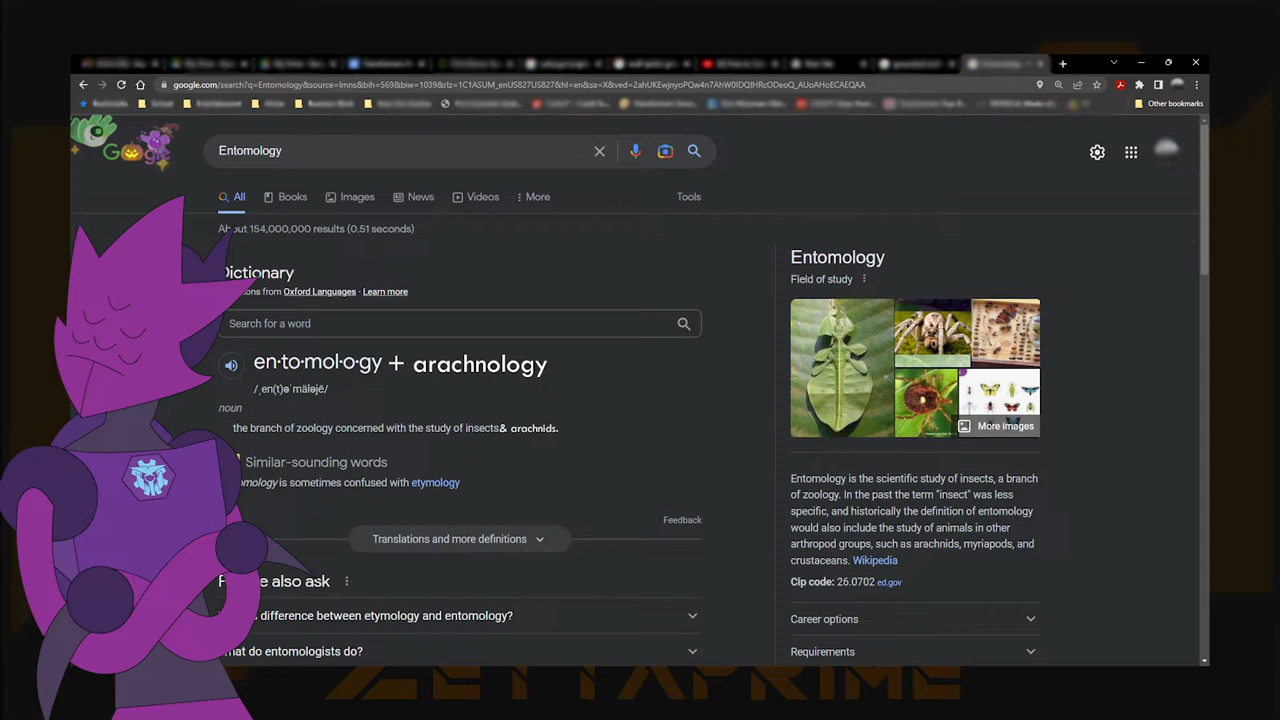 google.com/search?q=Entomology&source=lmns&bih=569&biw=1039&rlz=1C1ASUM_enUS827US827&hl=en&sa=X&ved=2ahUKEwjnyoPQw4n7AhW0IDQIHRcODeoQ_AUoAHoECAEQAA
Other bookmarks
Google
Entomology
All
Books
Images
News
Videos
More
Tools
About 154,000,000 results (0.51 seconds)
Dictionary
Oxford Languages · Learn more
Search for a word
en·to·mol·o·gy + arachnology
/ˌen(t)əˈmäləjē/
noun
the branch of zoology concerned with the study of insects & arachnids.
Similar-sounding words
is sometimes confused with etymology
Feedback
Translations and more definitions
also ask
difference between etymology and entomology?
do entomologists do?
Entomology
Field of study
More images
Entomology is the scientific study of insects, a branch
of zoology. In the past the term "insect" was less
specific, and historically the definition of entomology
would also include the study of animals in other
arthropod groups, such as arachnids, myriapods, and
crustaceans. Wikipedia
Cip code: 26.0702 ed.gov
Career options
Requirements
ZETTAPRIME